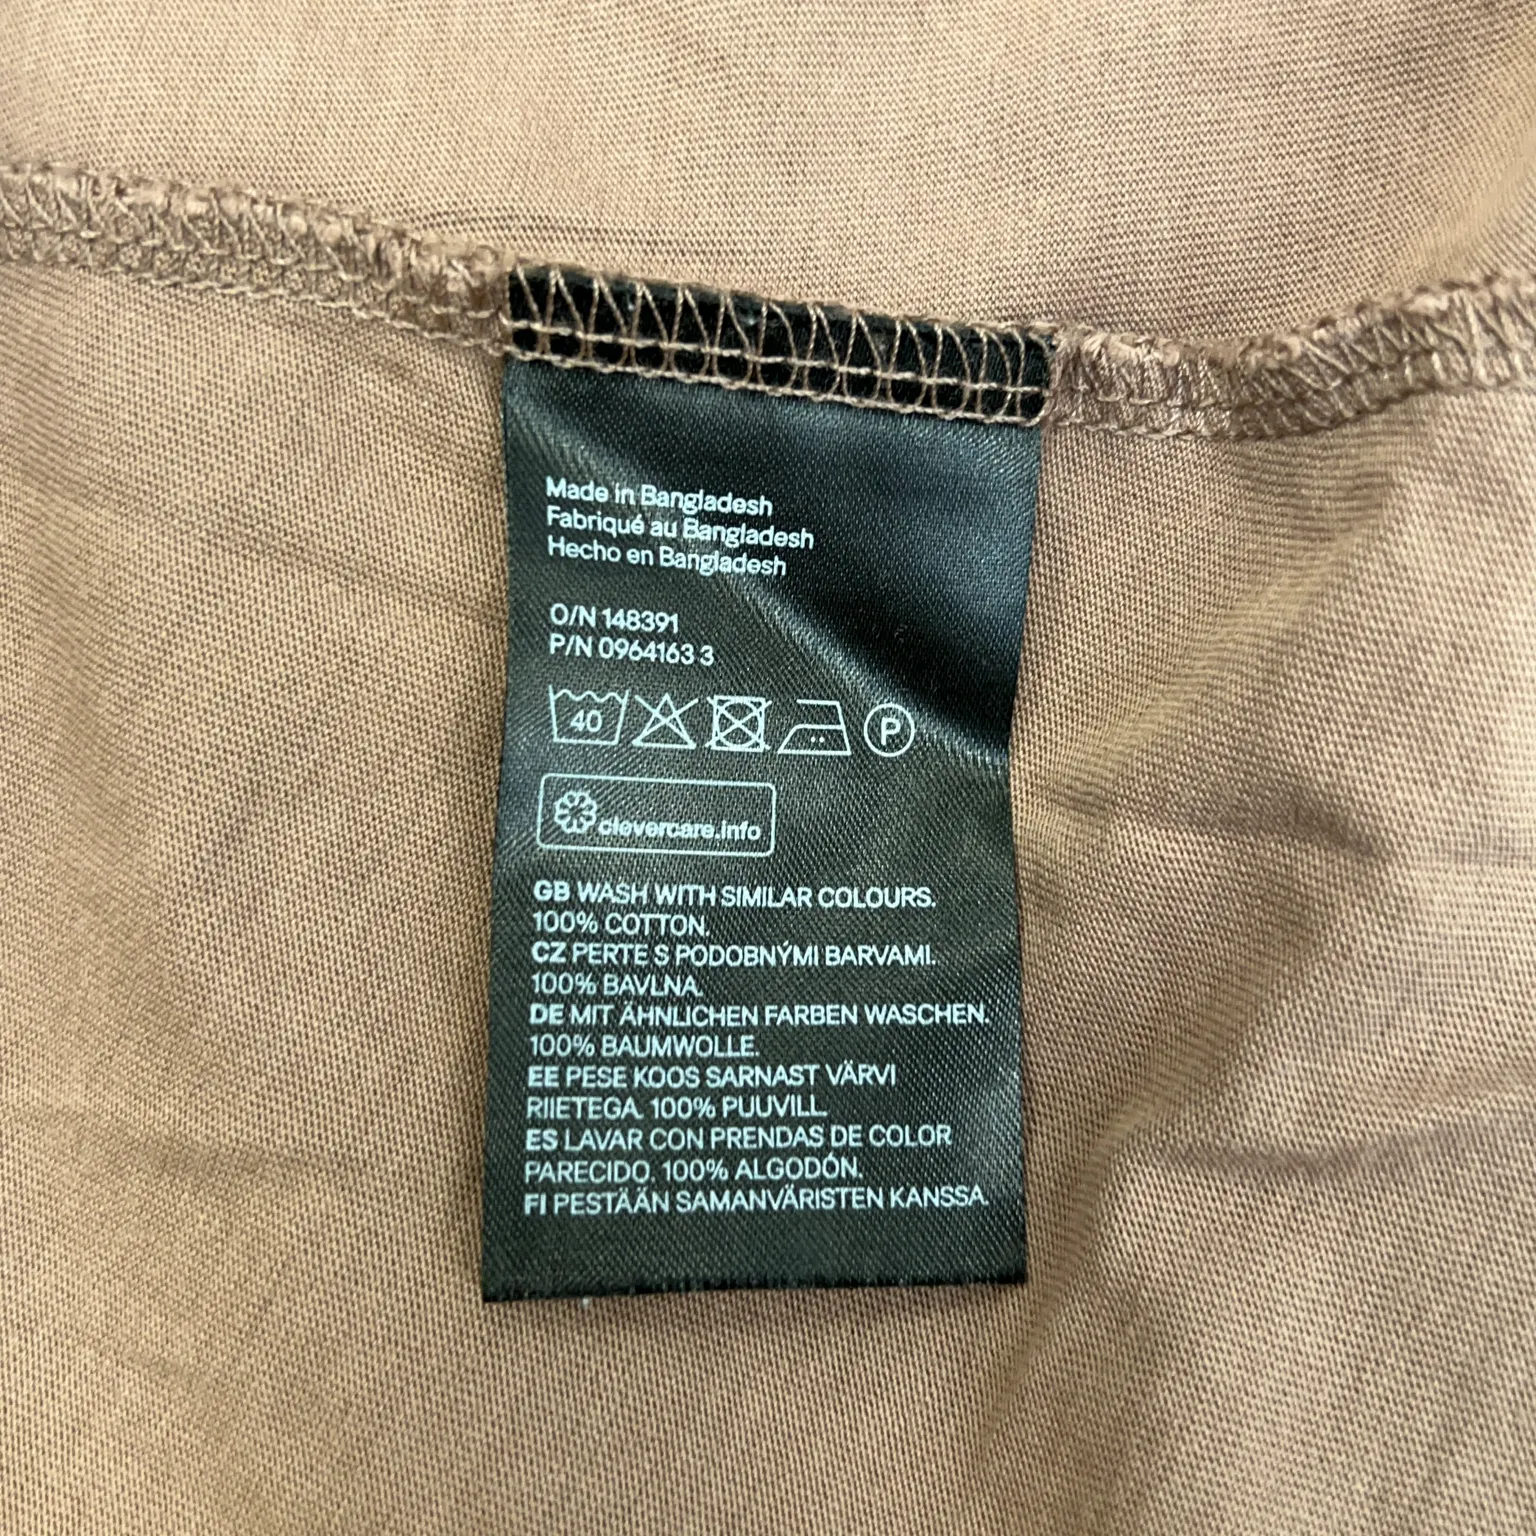 Made in Bangladesh
Fabriqué au Bangladesh
Hecho en Bangladesh
O/N 148391
P/N 0964163 3
40 P
clevercare.info
GB WASH WITH SIMILAR COLOURS.
100% COTTON.
CZ PERTE S PODOBNÝMI BARVAMI.
100% BAVLNA.
DE MIT ÄHNLICHEN FARBEN WASCHEN.
100% BAUMWOLLE.
EE PESE KOOS SARNAST VÄRVI
RIIETEGA. 100% PUUVILL.
ES LAVAR CON PRENDAS DE COLOR
PARECIDO. 100% ALGODÓN.
FI PESTÄÄN SAMANVÄRISTEN KANSSA.